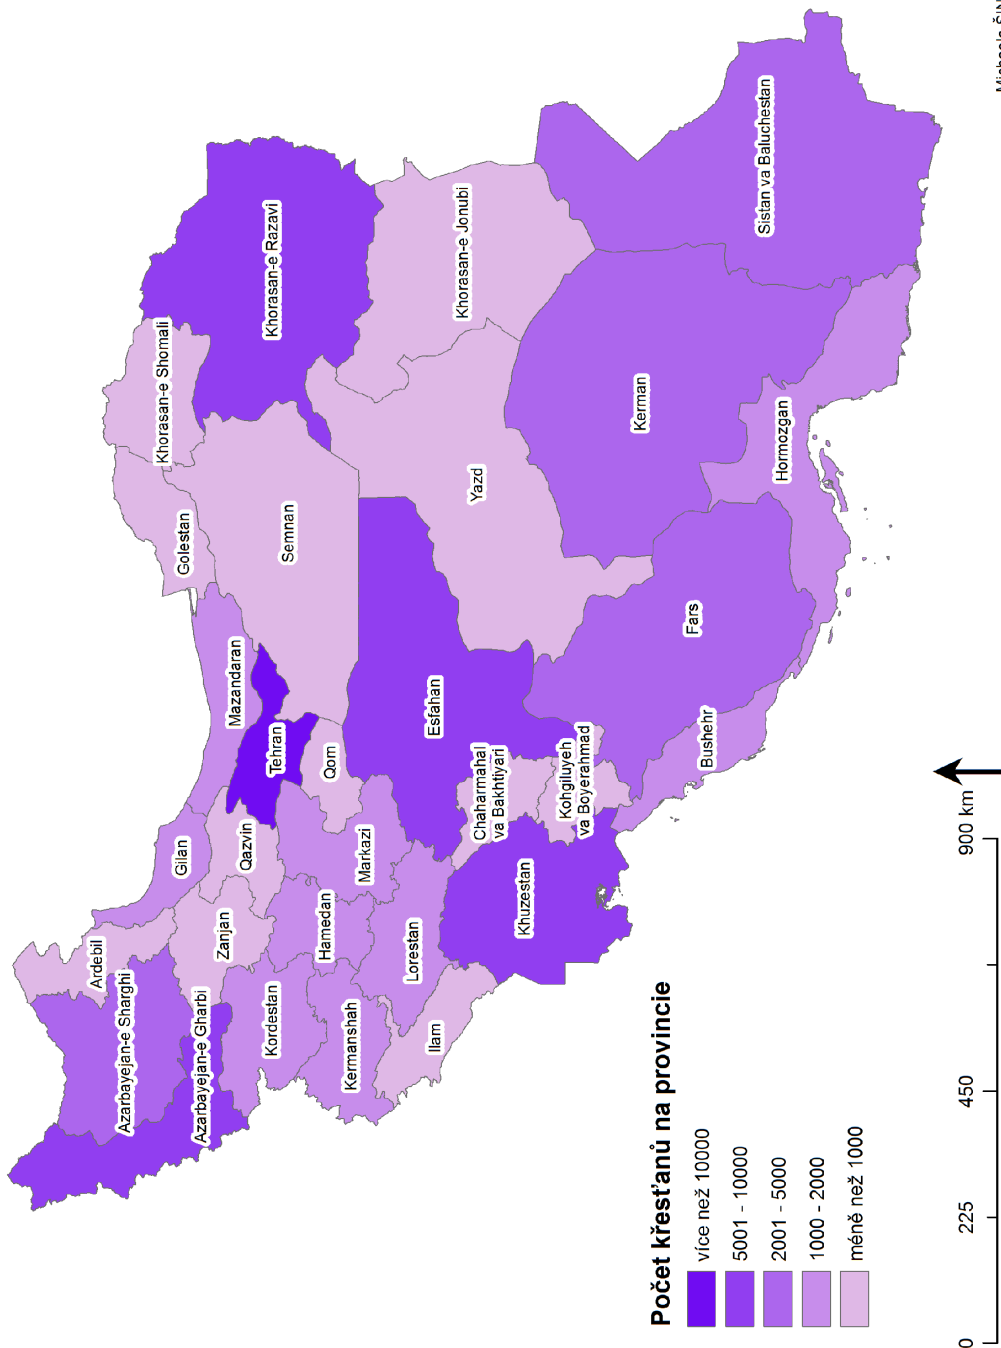 Ardebil
Azarbayejan-e Sharghi
Azarbayejan-e Gharbi
Gilan
Zanjan
Qazvin
Kordestan
Hamedan
Kermanshah
Markazi
Lorestan
Ilam
Mazandaran
Tehran
Qom
Golestan
Semnan
Khorasan-e Shomali
Khorasan-e Razavi
Khorasan-e Jonubi
Esfahan
Yazd
Chaharmahal
va Bakhtiyari
Khuzestan
Kohgiluyeh
va Boyerahmad
Kerman
Fars
Bushehr
Hormozgan
Sistan va Baluchestan
Počet křesťanů na provincie
více než 10000
5001 - 10000
2001 - 5000
1000 - 2000
méně než 1000
0 225 450 900 km